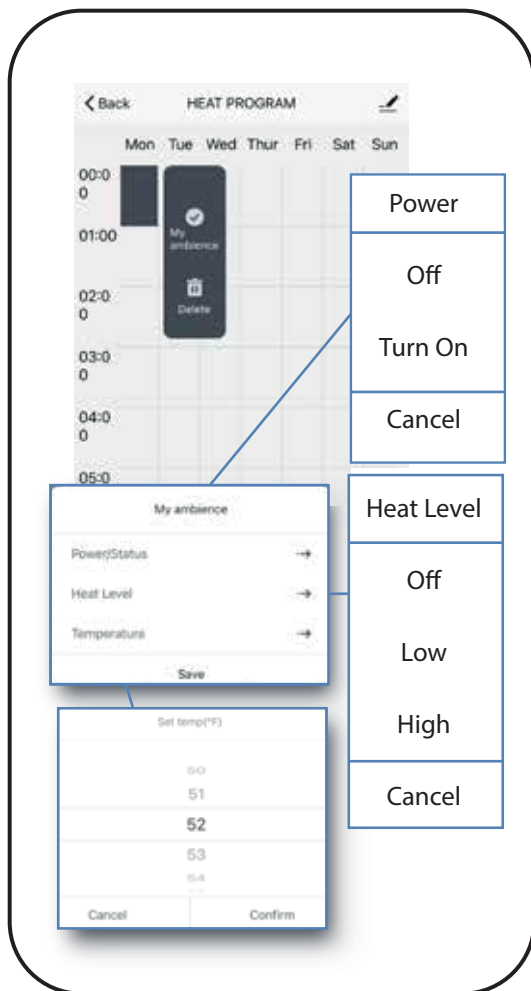 Back HEAT PROGRAM
Mon Tue Wed Thur Fri Sat Sun
00:0
0
01:00
02:0
0
03:0
0
04:0
0
05:0
My
ambience
Delete
Power
Off
Turn On
Cancel
My ambience
Power/Status
Heat Level
Temperature
Save
Heat Level
Off
Low
High
Cancel
Set temp(°F)
50
51
52
53
54
Cancel Confirm